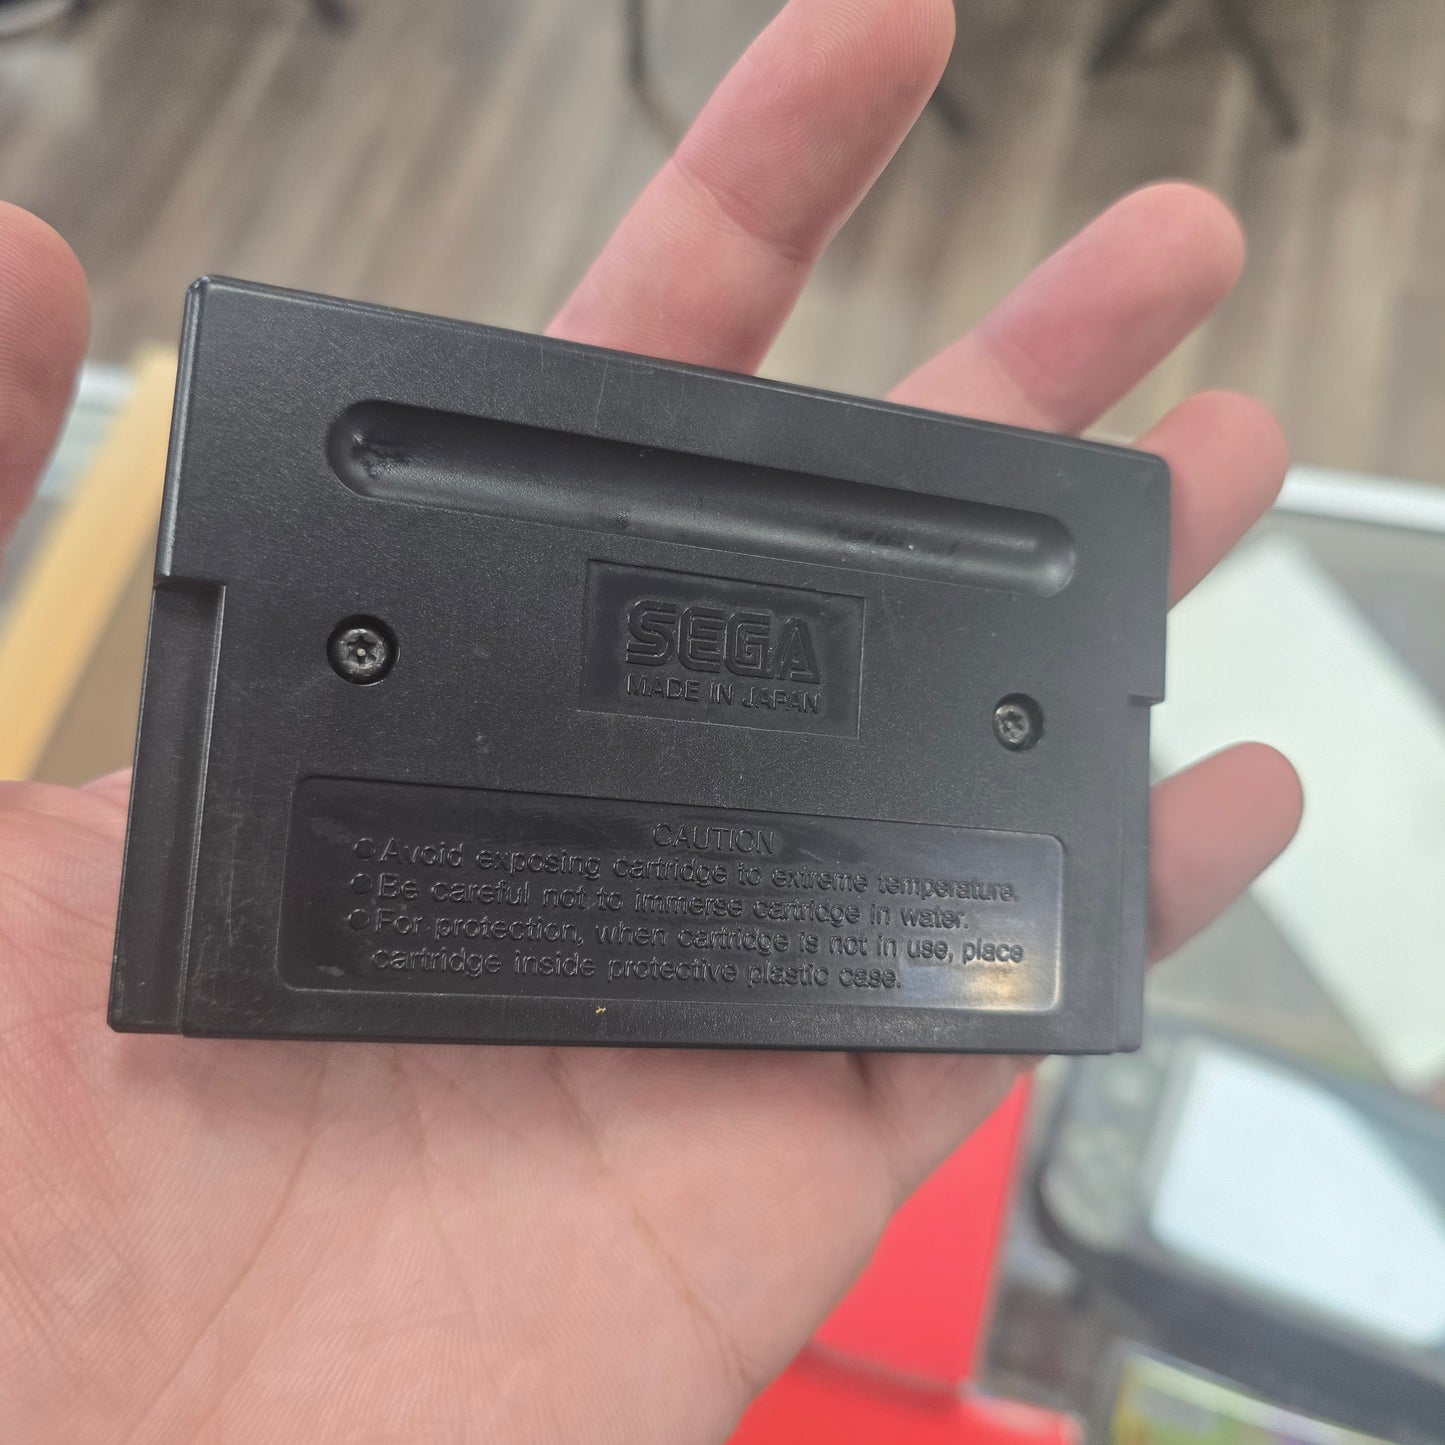 SEGA
MADE IN JAPAN
CAUTION
● Avoid exposing cartridge to extreme temperature.
● Be careful not to immerse cartridge in water.
● For protection, when cartridge is not in use, place
cartridge inside protective plastic case.